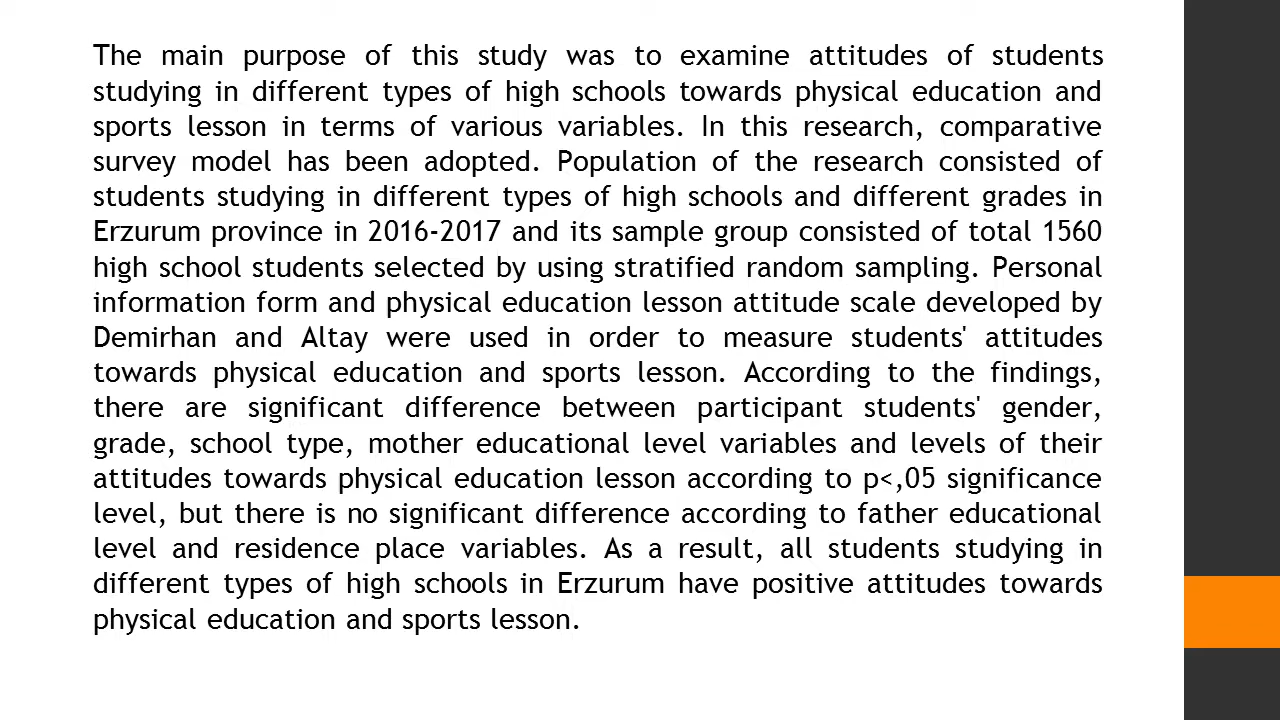 The main purpose of this study was to examine attitudes of students
studying in different types of high schools towards physical education and
sports lesson in terms of various variables. In this research, comparative
survey model has been adopted. Population of the research consisted of
students studying in different types of high schools and different grades in
Erzurum province in 2016-2017 and its sample group consisted of total 1560
high school students selected by using stratified random sampling. Personal
information form and physical education lesson attitude scale developed by
Demirhan and Altay were used in order to measure students' attitudes
towards physical education and sports lesson. According to the findings,
there are significant difference between participant students' gender,
grade, school type, mother educational level variables and levels of their
attitudes towards physical education lesson according to p<,05 significance
level, but there is no significant difference according to father educational
level and residence place variables. As a result, all students studying in
different types of high schools in Erzurum have positive attitudes towards
physical education and sports lesson.